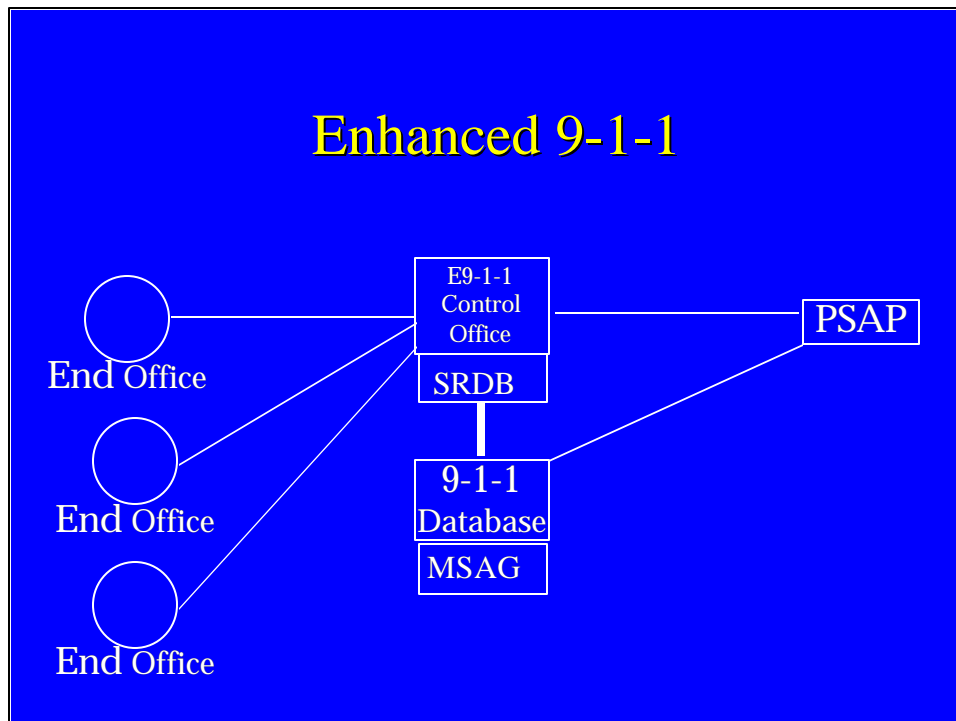 Enhanced 9-1-1
E9-1-1
Control
Office
SRDB
PSAP
End Office
End Office
End Office
9-1-1
Database
MSAG